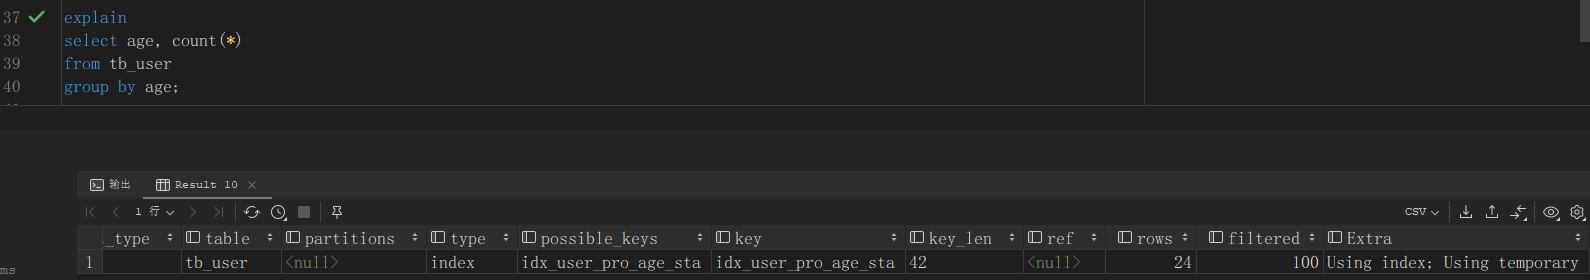 37 explain
38 select age, count(*)
39 from tb_user
40 group by age;
输出 Result 10
1 行 CSV
_type table partitions type possible_keys key key_len ref rows filtered Extra
1 tb_user <null> index idx_user_pro_age_sta idx_user_pro_age_sta 42 <null> 24 100 Using index; Using temporary
ms